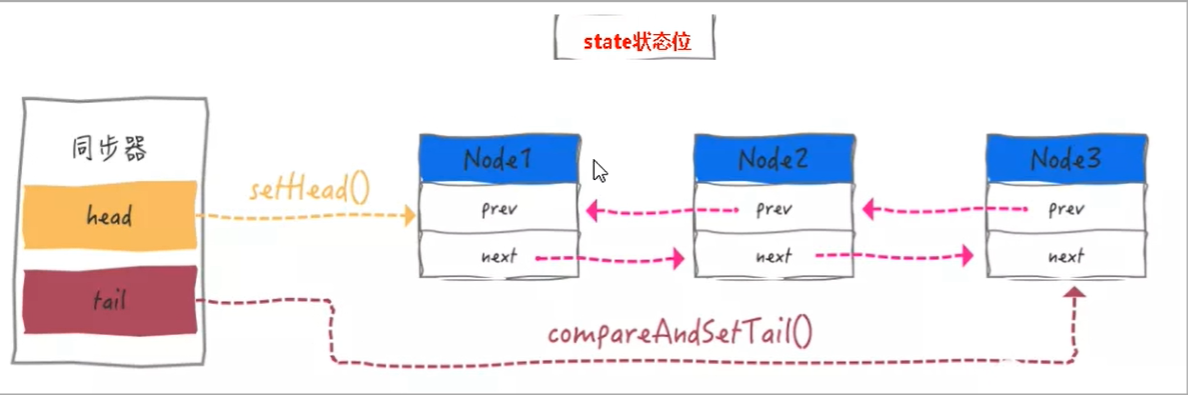 state状态位
同步器
head
tail
setHead()
Node1
prev
next
Node2
prev
next
Node3
prev
next
compareAndSetTail()